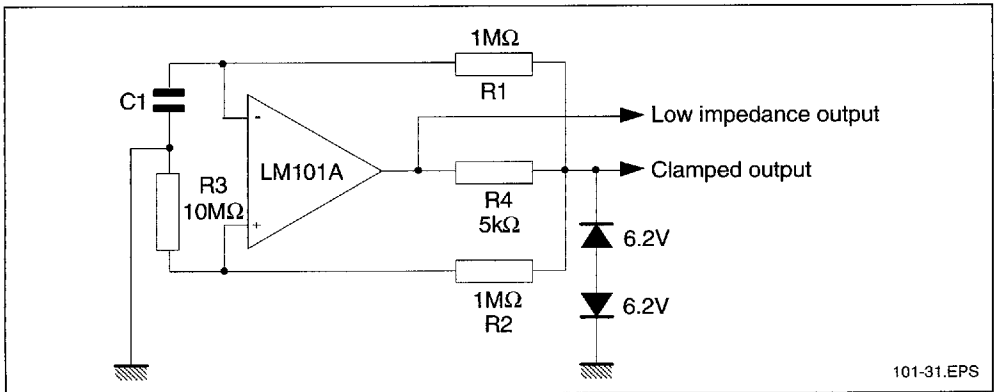 1MΩ
R1
C1
Low impedance output
-
LM101A
Clamped output
R3
10MΩ
R4
5kΩ
+
6.2V
1MΩ
R2
6.2V
101-31.EPS